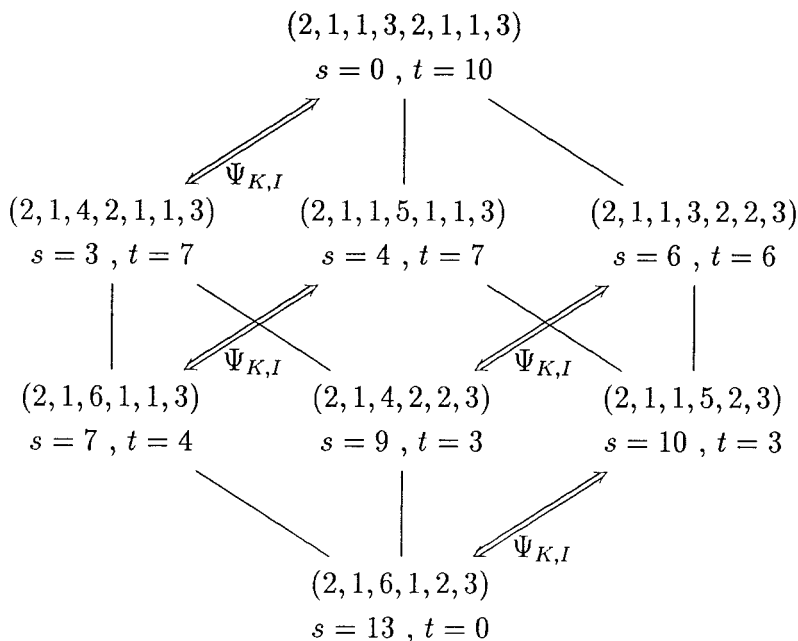 (2, 1, 1, 3, 2, 1, 1, 3)
s = 0 , t = 10
Ψ_{K,I}
(2, 1, 4, 2, 1, 1, 3) (2, 1, 1, 5, 1, 1, 3) (2, 1, 1, 3, 2, 2, 3)
s = 3 , t = 7 s = 4 , t = 7 s = 6 , t = 6
Ψ_{K,I} Ψ_{K,I}
(2, 1, 6, 1, 1, 3) (2, 1, 4, 2, 2, 3) (2, 1, 1, 5, 2, 3)
s = 7 , t = 4 s = 9 , t = 3 s = 10 , t = 3
Ψ_{K,I}
(2, 1, 6, 1, 2, 3)
s = 13 , t = 0